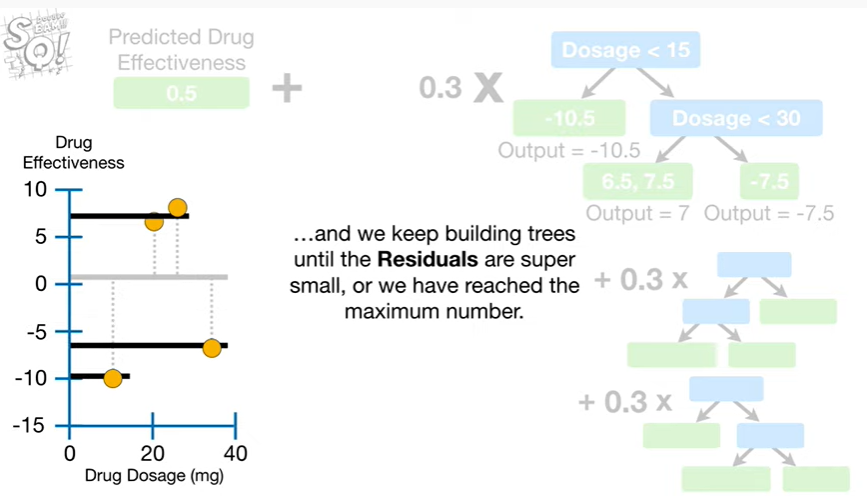 SQ!
Predicted Drug
Effectiveness
0.5
+
0.3 X
Dosage < 15
-10.5
Output = -10.5
Dosage < 30
6.5, 7.5
-7.5
Output = 7
Output = -7.5
Drug
Effectiveness
10
5
0
-5
-10
-15
0
20
40
Drug Dosage (mg)
…and we keep building trees
until the Residuals are super
small, or we have reached the
maximum number.
+ 0.3 x
+ 0.3 x